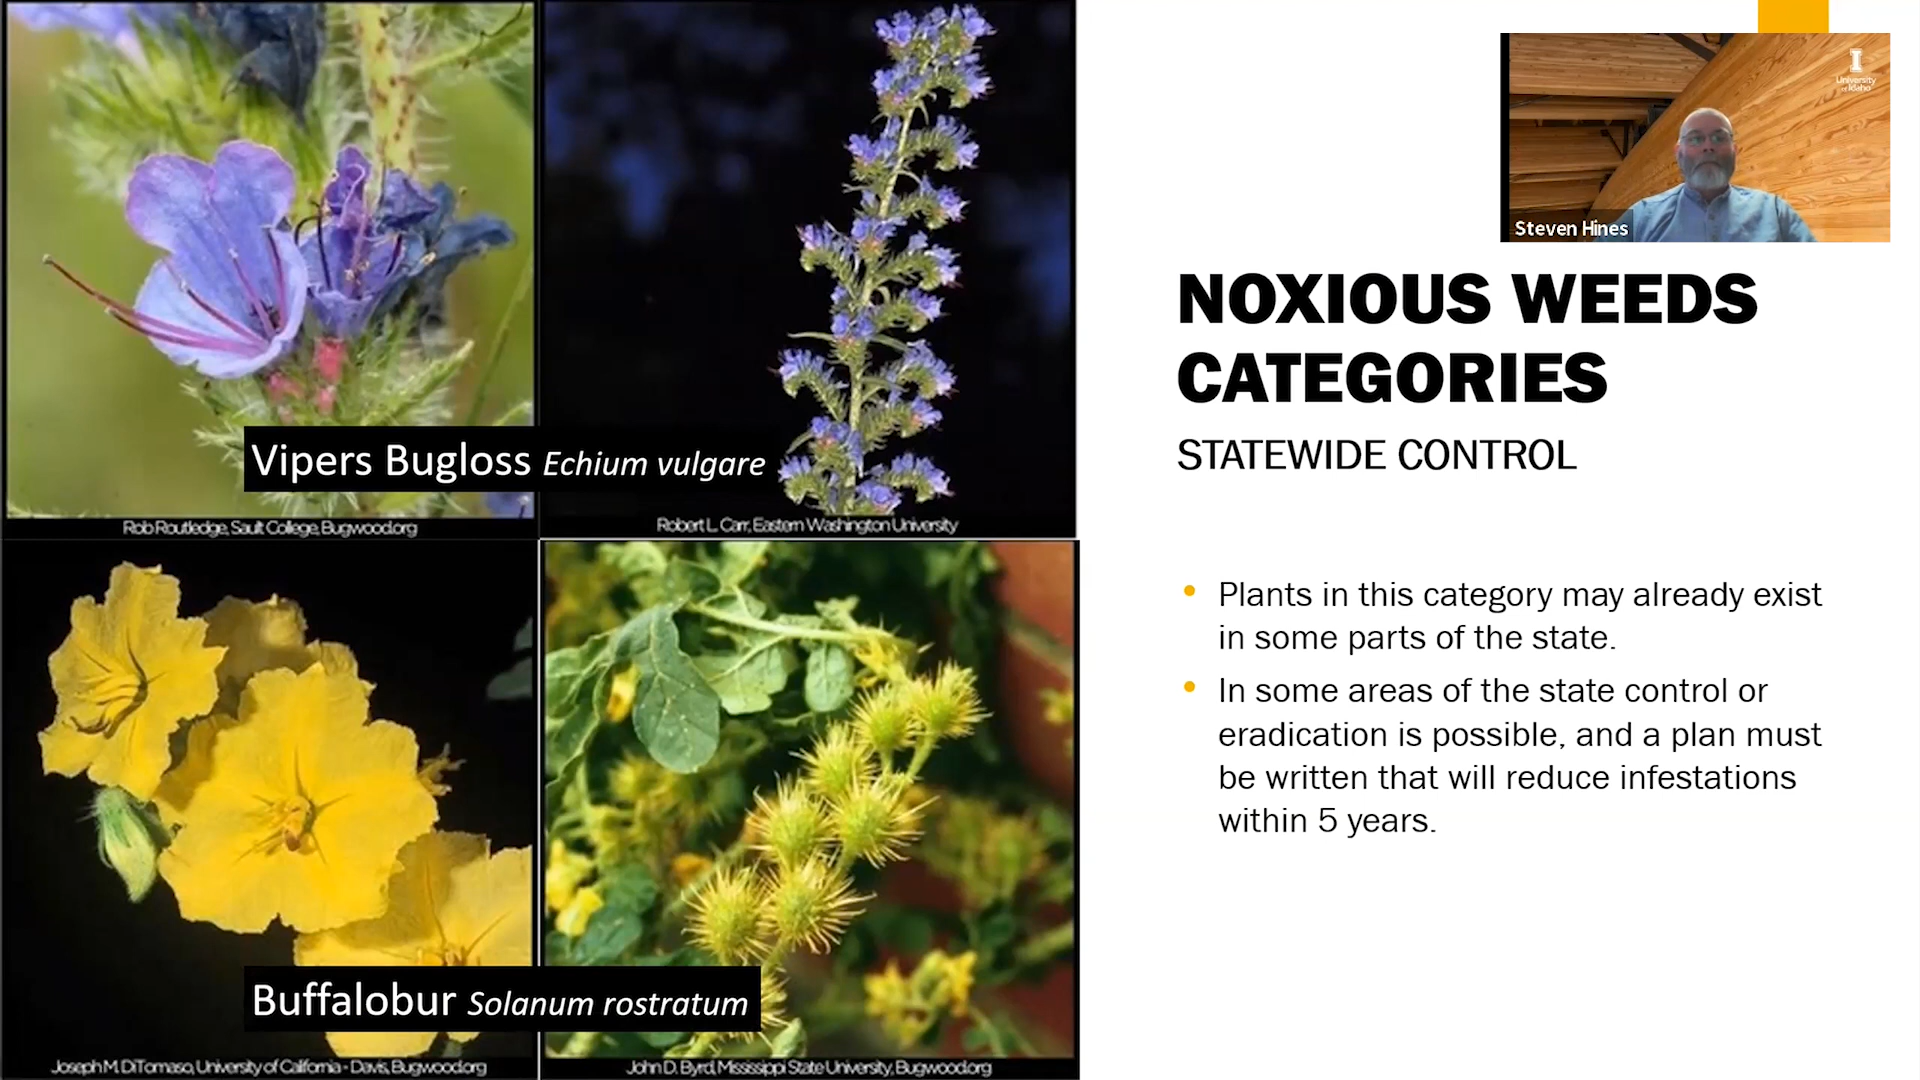 University
of Idaho
Steven Hines
NOXIOUS WEEDS
CATEGORIES
STATEWIDE CONTROL
Vipers Bugloss Echium vulgare
Rob Routledge, Sault College, Bugwood.org
Robert L. Carr, Eastern Washington University
Plants in this category may already exist
in some parts of the state.
In some areas of the state control or
eradication is possible, and a plan must
be written that will reduce infestations
within 5 years.
Buffalobur Solanum rostratum
Joseph M. DiTomaso, University of California - Davis, Bugwood.org
John D. Byrd, Mississippi State University, Bugwood.org